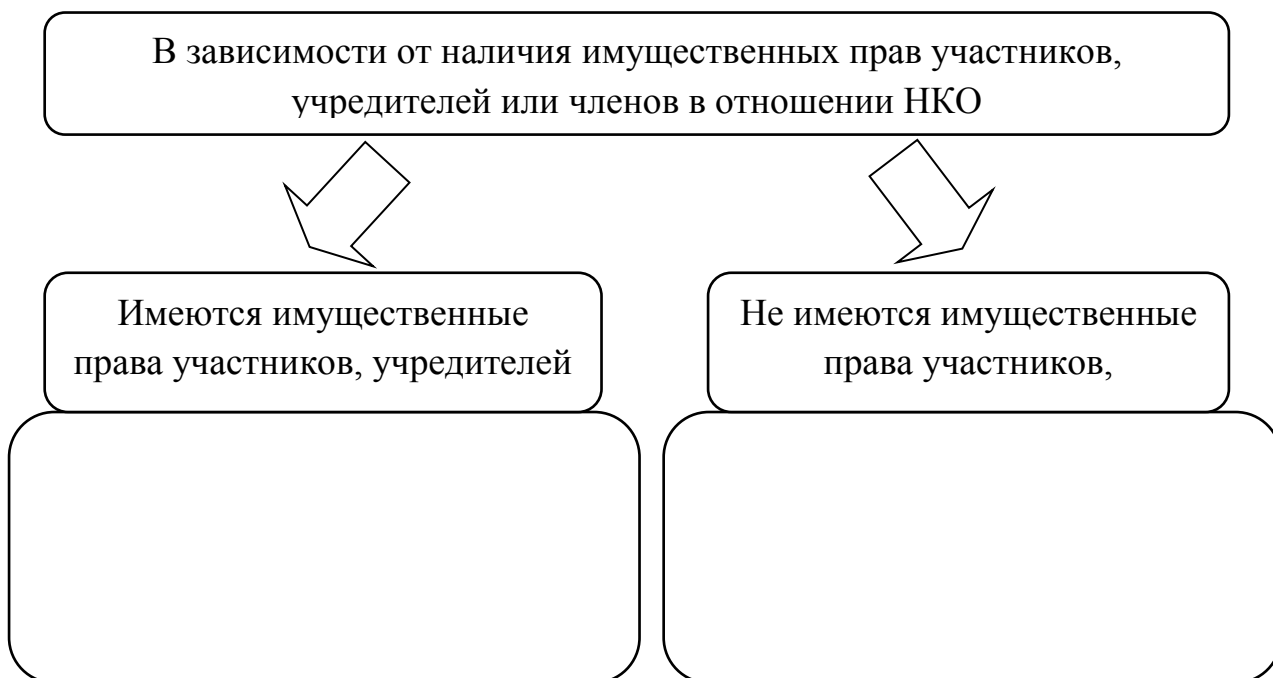 В зависимости от наличия имущественных прав участников,
учредителей или членов в отношении НКО
Имеются имущественные
права участников, учредителей
Не имеются имущественные
права участников,